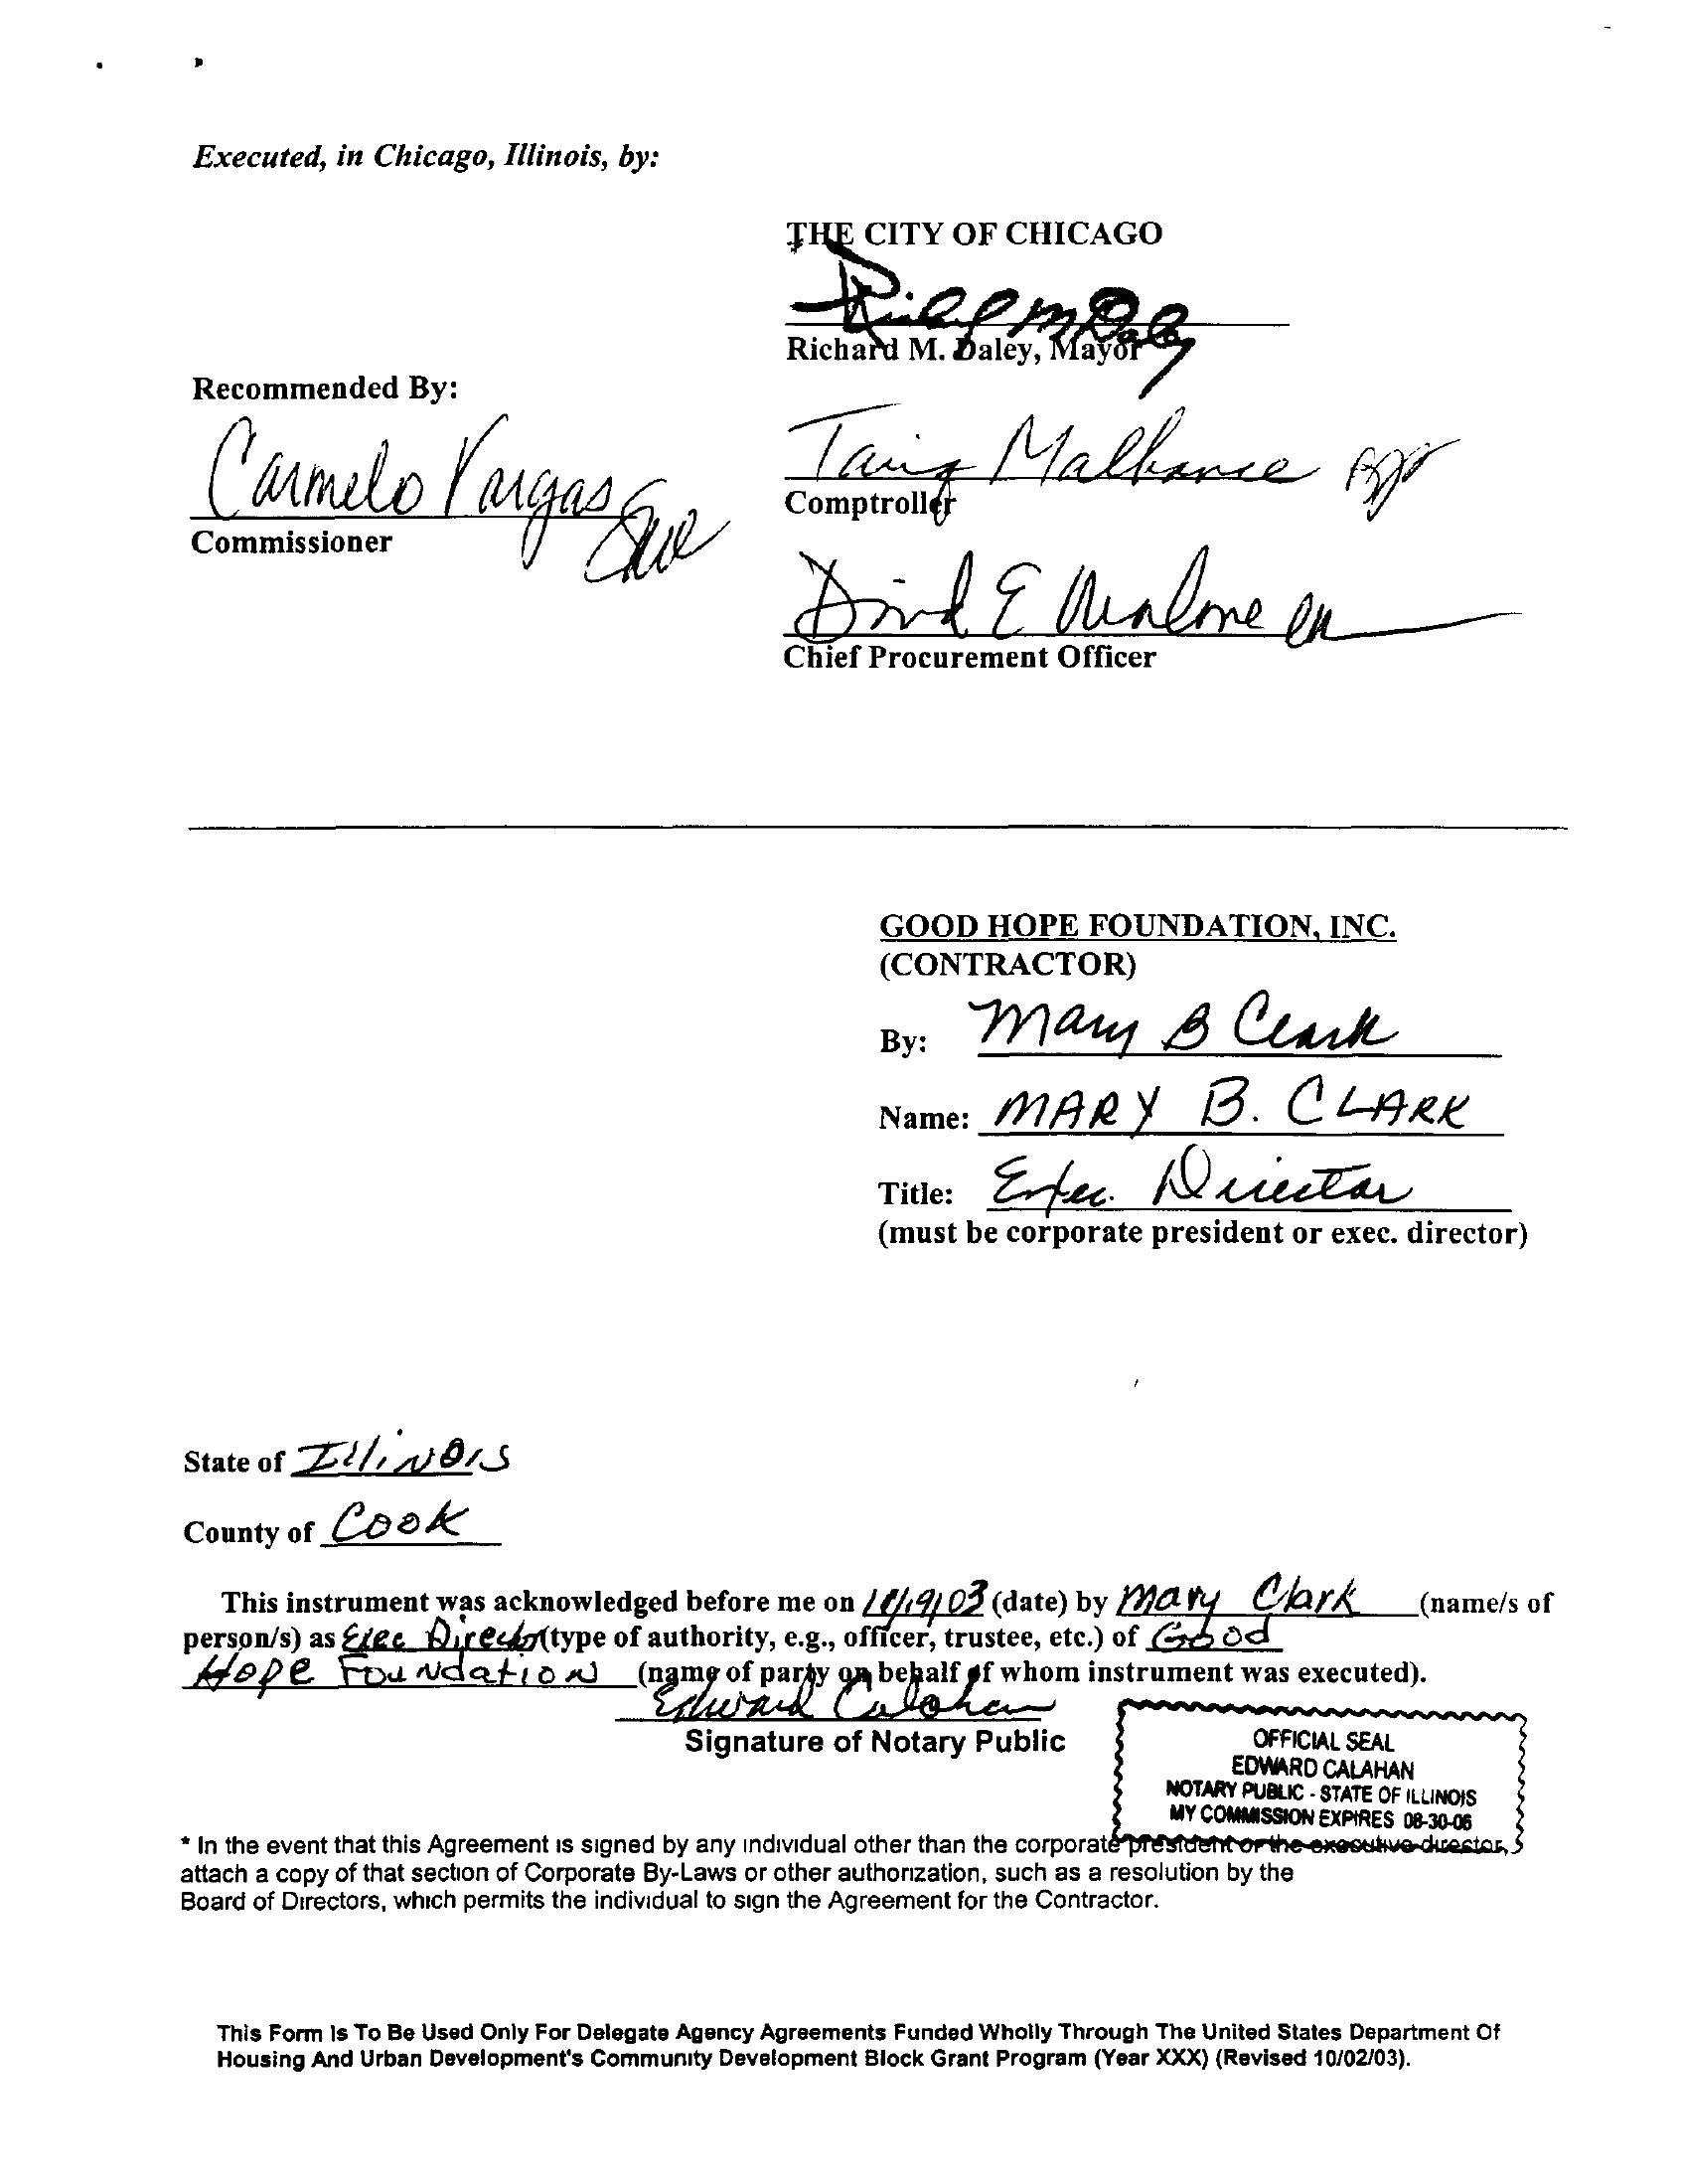 Executed, in Chicago, Illinois, by:
THE CITY OF CHICAGO
Richard M. Daley, Mayor
Recommended By:
Carmelo Vargas
Commissioner
Malhance
Comptroller
David E Malone
Chief Procurement Officer
GOOD HOPE FOUNDATION, INC.
(CONTRACTOR)
By: Mary B Clark
Name: MARY B. CLARK
Title: Exec. Director
(must be corporate president or exec. director)
State of Illinois
County of Cook
This instrument was acknowledged before me on (date) by Mary Clark (name/s of
person/s) as Exec Director (type of authority, e.g., officer, trustee, etc.) of Good
Hope Foundation (name of party on behalf of whom instrument was executed).
Edward Calahan
Signature of Notary Public
OFFICIAL SEAL
EDWARD CALAHAN
NOTARY PUBLIC - STATE OF ILLINOIS
MY COMMISSION EXPIRES 08-30-06
* In the event that this Agreement is signed by any individual other than the corporate president or the executive director,
attach a copy of that section of Corporate By-Laws or other authorization, such as a resolution by the
Board of Directors, which permits the individual to sign the Agreement for the Contractor.
This Form Is To Be Used Only For Delegate Agency Agreements Funded Wholly Through The United States Department Of
Housing And Urban Development's Community Development Block Grant Program (Year XXX) (Revised 10/02/03).